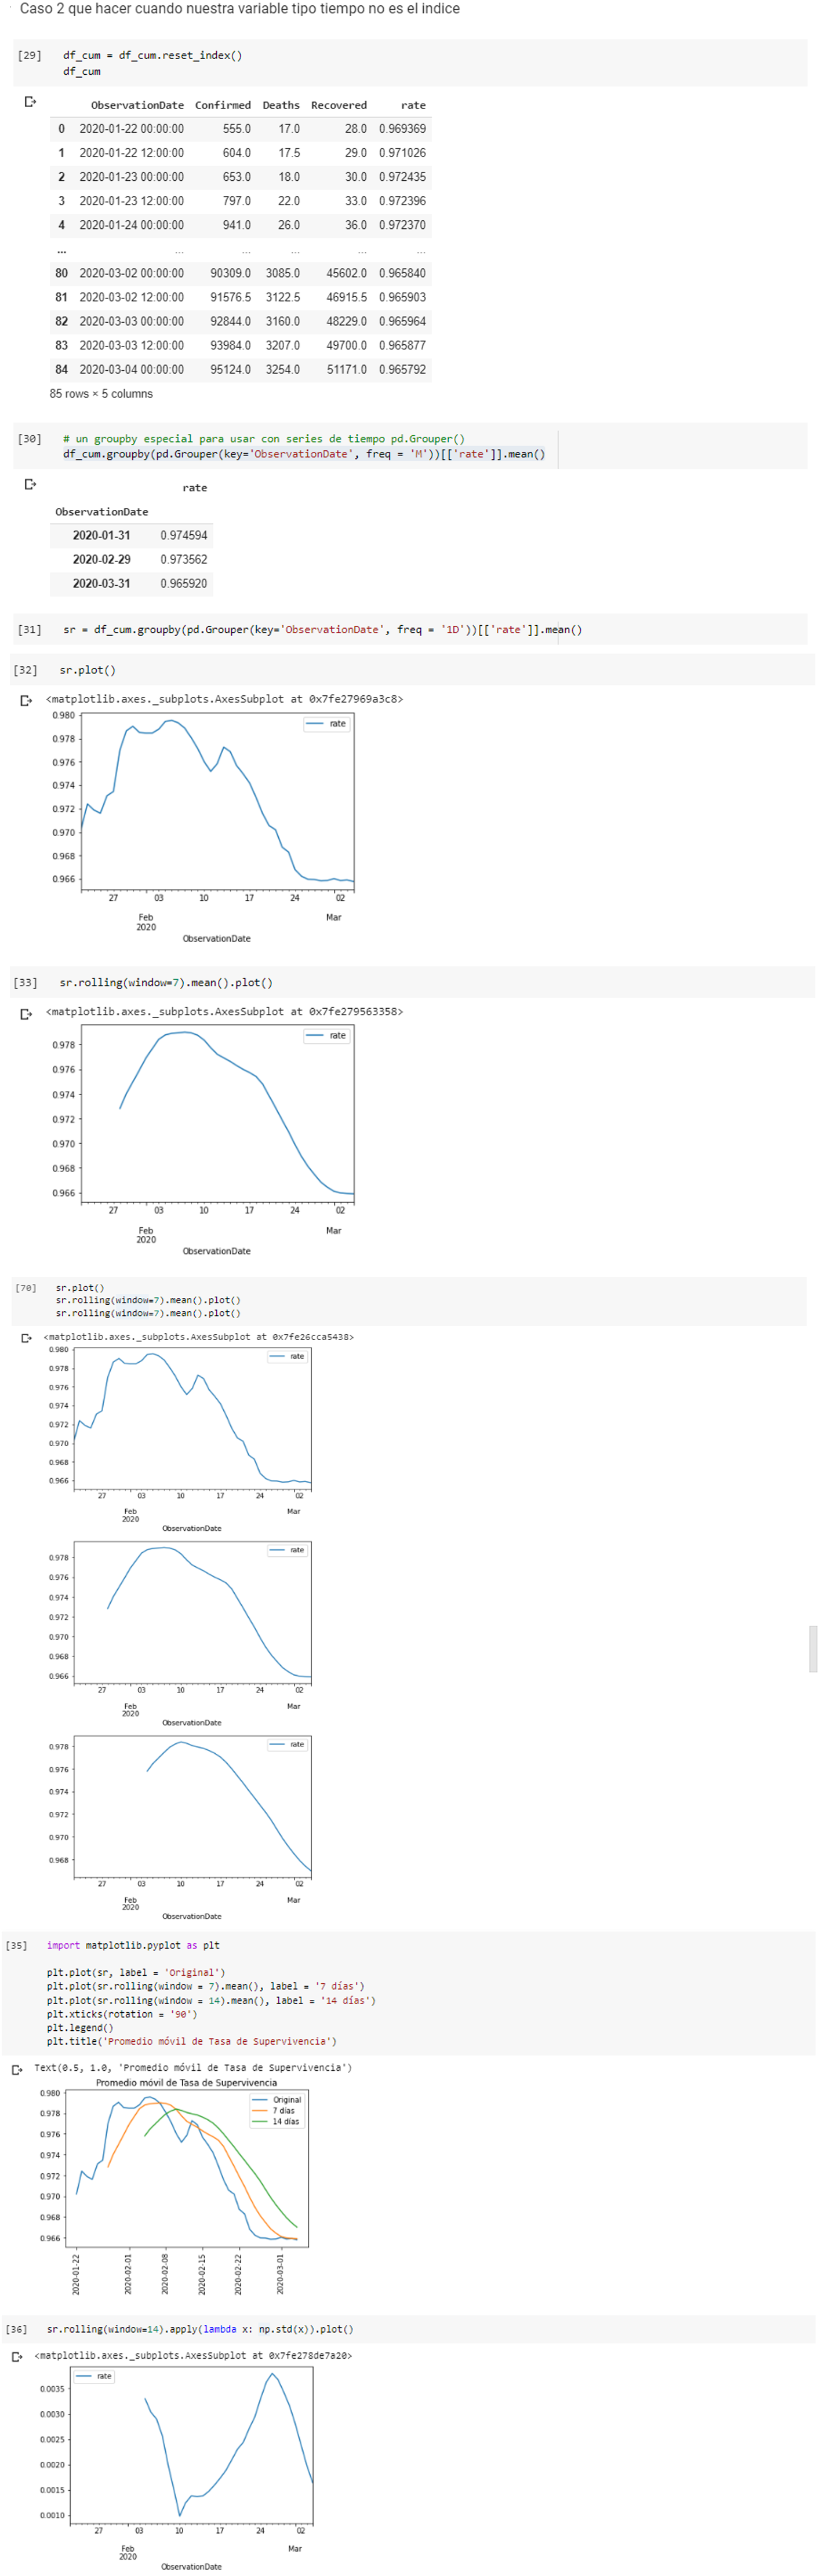 Caso 2 que hacer cuando nuestra variable tipo tiempo no es el indice
[29] df_cum = df_cum.reset_index()
df_cum
ObservationDate Confirmed Deaths Recovered rate
0 2020-01-22 00:00:00 555.0 17.0 28.0 0.969369
1 2020-01-22 12:00:00 604.0 17.5 29.0 0.971026
2 2020-01-23 00:00:00 653.0 18.0 30.0 0.972435
3 2020-01-23 12:00:00 797.0 22.0 33.0 0.972396
4 2020-01-24 00:00:00 941.0 26.0 36.0 0.972370
... ... ... ... ... ...
80 2020-03-02 00:00:00 90309.0 3085.0 45602.0 0.965840
81 2020-03-02 12:00:00 91576.5 3122.5 46915.5 0.965903
82 2020-03-03 00:00:00 92844.0 3160.0 48229.0 0.965964
83 2020-03-03 12:00:00 93984.0 3207.0 49700.0 0.965877
84 2020-03-04 00:00:00 95124.0 3254.0 51171.0 0.965792
85 rows × 5 columns
[30] # un groupby especial para usar con series de tiempo pd.Grouper()
df_cum.groupby(pd.Grouper(key='ObservationDate', freq = 'M'))[['rate']].mean()
rate
ObservationDate
2020-01-31 0.974594
2020-02-29 0.973562
2020-03-31 0.965920
[31] sr = df_cum.groupby(pd.Grouper(key='ObservationDate', freq = '1D'))[['rate']].mean()
[32] sr.plot()
<matplotlib.axes._subplots.AxesSubplot at 0x7fe27969a3c8>
rate
0.980
0.978
0.976
0.974
0.972
0.970
0.968
0.966
27 03 10 17 24 02
Feb Mar
2020
ObservationDate
[33] sr.rolling(window=7).mean().plot()
<matplotlib.axes._subplots.AxesSubplot at 0x7fe279563358>
rate
0.978
0.976
0.974
0.972
0.970
0.968
0.966
27 03 10 17 24 02
Feb Mar
2020
ObservationDate
[70] sr.plot()
sr.rolling(window=7).mean().plot()
sr.rolling(window=7).mean().plot()
<matplotlib.axes._subplots.AxesSubplot at 0x7fe26cca5438>
rate
0.980
0.978
0.976
0.974
0.972
0.970
0.968
0.966
27 03 10 17 24 02
Feb Mar
2020
ObservationDate
rate
0.978
0.976
0.974
0.972
0.970
0.968
0.966
27 03 10 17 24 02
Feb Mar
2020
ObservationDate
rate
0.978
0.976
0.974
0.972
0.970
0.968
27 03 10 17 24 02
Feb Mar
2020
ObservationDate
[35] import matplotlib.pyplot as plt
plt.plot(sr, label = 'Original')
plt.plot(sr.rolling(window = 7).mean(), label = '7 días')
plt.plot(sr.rolling(window = 14).mean(), label = '14 días')
plt.xticks(rotation = '90')
plt.legend()
plt.title('Promedio móvil de Tasa de Supervivencia')
Text(0.5, 1.0, 'Promedio móvil de Tasa de Supervivencia')
Promedio móvil de Tasa de Supervivencia
Original
7 días
14 días
0.980
0.978
0.976
0.974
0.972
0.970
0.968
0.966
2020-01-22 2020-02-01 2020-02-08 2020-02-15 2020-02-22 2020-03-01
[36] sr.rolling(window=14).apply(lambda x: np.std(x)).plot()
<matplotlib.axes._subplots.AxesSubplot at 0x7fe278de7a20>
rate
0.0035
0.0030
0.0025
0.0020
0.0015
0.0010
27 03 10 17 24 02
Feb Mar
2020
ObservationDate